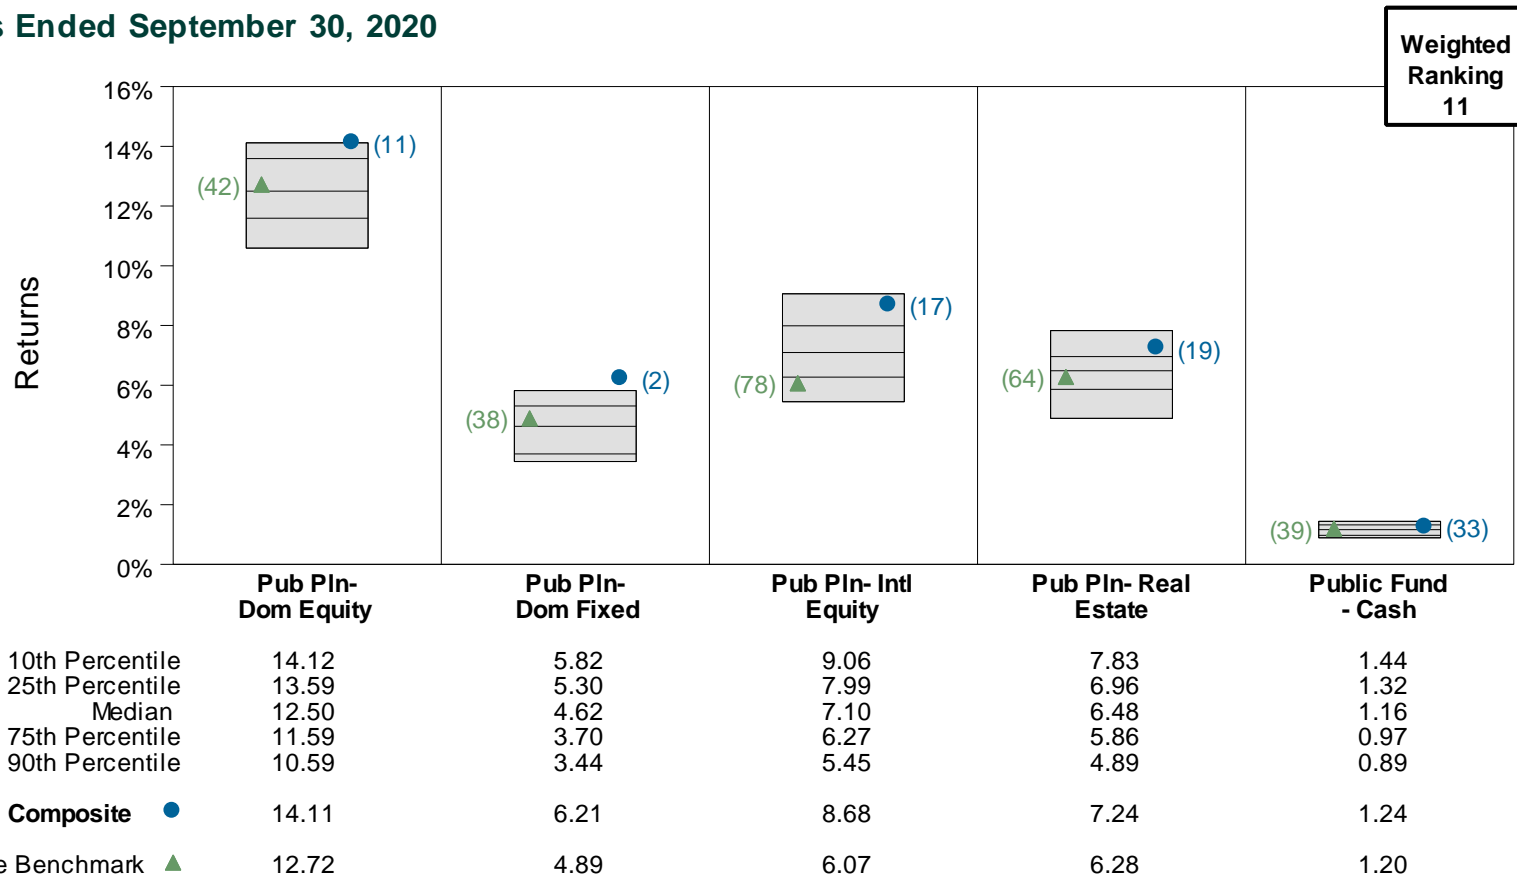 s Ended September 30, 2020
Weighted
Ranking
11
16%
14%
12%
10%
8%
6%
4%
2%
0%
Returns
(11)
(42)
(2)
(38)
(17)
(78)
(19)
(64)
(33)
(39)
Pub Pln-
Dom Equity
Pub Pln-
Dom Fixed
Pub Pln- Intl
Equity
Pub Pln- Real
Estate
Public Fund
- Cash
10th Percentile 14.12 5.82 9.06 7.83 1.44
25th Percentile 13.59 5.30 7.99 6.96 1.32
Median 12.50 4.62 7.10 6.48 1.16
75th Percentile 11.59 3.70 6.27 5.86 0.97
90th Percentile 10.59 3.44 5.45 4.89 0.89
Composite 14.11 6.21 8.68 7.24 1.24
e Benchmark 12.72 4.89 6.07 6.28 1.20